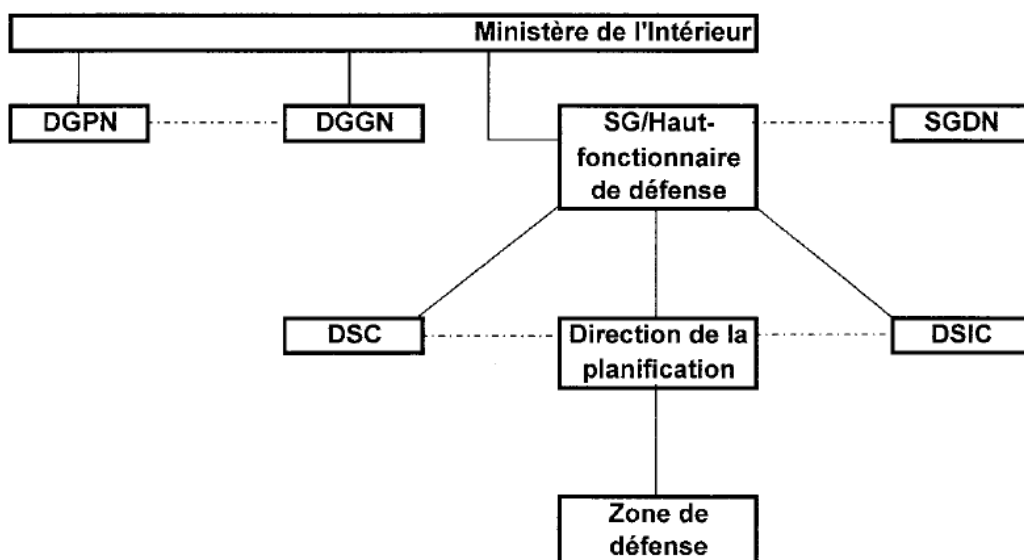 Ministère de l'Intérieur
DGPN
DGGN
SG/Haut-
fonctionnaire
de défense
SGDN
DSC
Direction de la
planification
DSIC
Zone de
défense